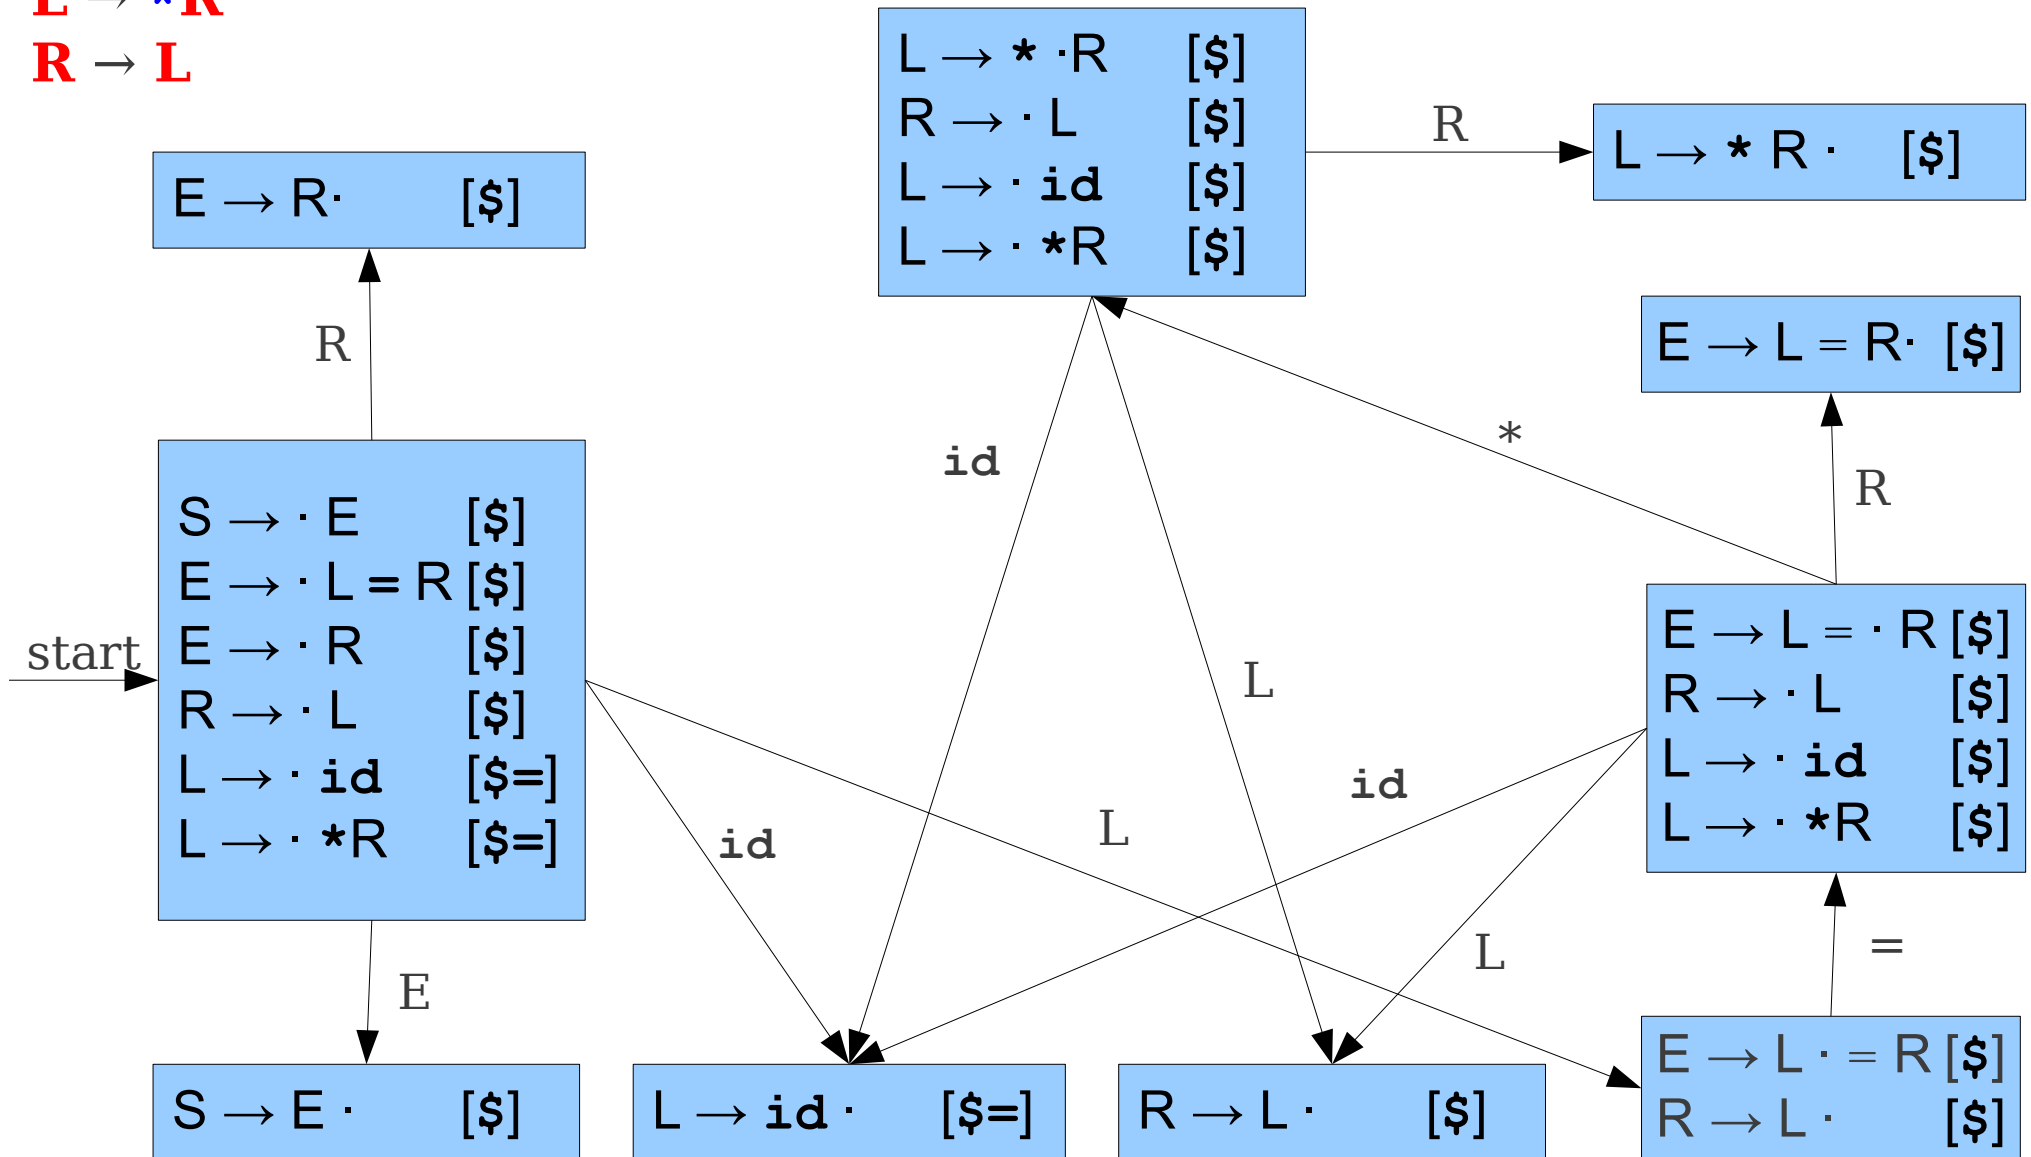 L → *R
R → L
L → * ·R [$]
R → · L [$]
L → · id [$]
L → · *R [$]
R
L → * R · [$]
E → R· [$]
R
E → L = R· [$]
*
id
R
start
S → · E [$]
E → · L = R [$]
E → · R [$]
R → · L [$]
L → · id [$=]
L → · *R [$=]
L
E → L = · R [$]
R → · L [$]
L → · id [$]
L → · *R [$]
id
id
L
L
=
E
S → E · [$]
L → id · [$=]
R → L · [$]
E → L · = R [$]
R → L · [$]